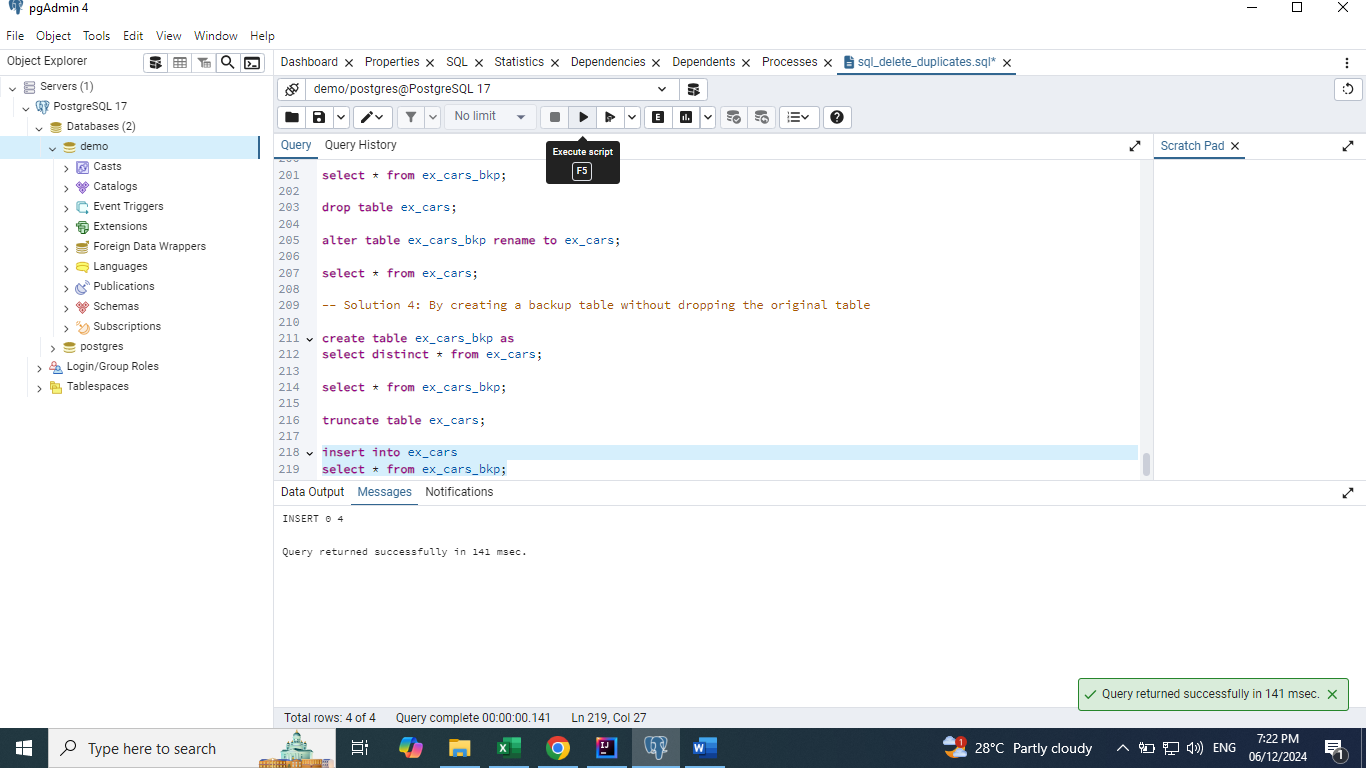 pgAdmin 4
File Object Tools Edit View Window Help
Object Explorer
Servers (1)
PostgreSQL 17
Databases (2)
demo
Casts
Catalogs
Event Triggers
Extensions
Foreign Data Wrappers
Languages
Publications
Schemas
Subscriptions
postgres
Login/Group Roles
Tablespaces
Dashboard Properties SQL Statistics Dependencies Dependents Processes sql_delete_duplicates.sql*
demo/postgres@PostgreSQL 17
No limit
E
Query Query History
Execute script
F5
Scratch Pad
200
201 select * from ex_cars_bkp;
202
203 drop table ex_cars;
204
205 alter table ex_cars_bkp rename to ex_cars;
206
207 select * from ex_cars;
208
209 -- Solution 4: By creating a backup table without dropping the original table
210
211 create table ex_cars_bkp as
212 select distinct * from ex_cars;
213
214 select * from ex_cars_bkp;
215
216 truncate table ex_cars;
217
218 insert into ex_cars
219 select * from ex_cars_bkp;
Data Output Messages Notifications
INSERT 0 4
Query returned successfully in 141 msec.
Query returned successfully in 141 msec.
Total rows: 4 of 4 Query complete 00:00:00.141 Ln 219, Col 27
Type here to search
1
28°C Partly cloudy
ENG
7:22 PM
06/12/2024
1